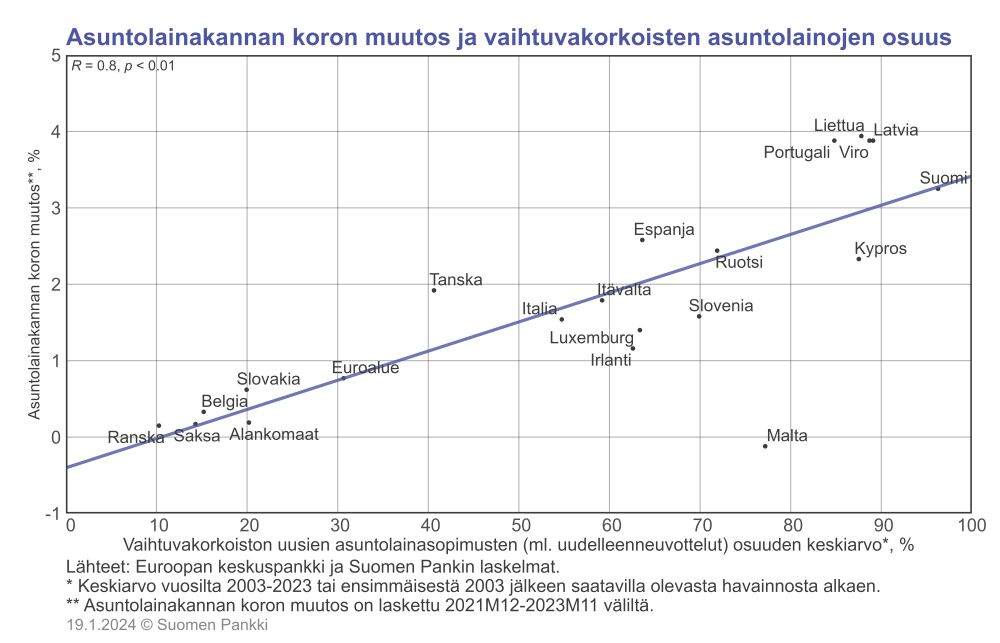 Asuntolainakannan koron muutos ja vaihtuvakorkoisten asuntolainojen osuus
5
R = 0.8, p < 0.01
4
3
2
1
0
-1
Asuntolainakannan koron muutos**, %
Liettua
Latvia
Portugali
Viro
Suomi
Espanja
Kypros
Ruotsi
Tanska
Itävalta
Italia
Slovenia
Luxemburg
Irlanti
Euroalue
Slovakia
Belgia
Ranska
Saksa
Alankomaat
Malta
0 10 20 30 40 50 60 70 80 90 100
Vaihtuvakorkoiston uusien asuntolainasopimusten (ml. uudelleenneuvottelut) osuuden keskiarvo*, %
Lähteet: Euroopan keskuspankki ja Suomen Pankin laskelmat.
* Keskiarvo vuosilta 2003-2023 tai ensimmäisestä 2003 jälkeen saatavilla olevasta havainnosta alkaen.
** Asuntolainakannan koron muutos on laskettu 2021M12-2023M11 väliltä.
19.1.2024 © Suomen Pankki